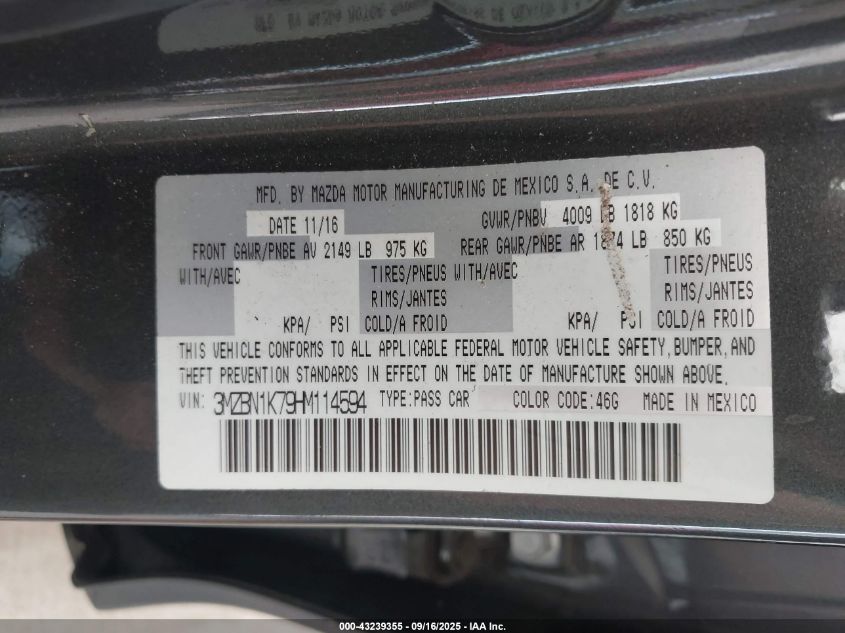 MFD. BY MAZDA MOTOR MANUFACTURING DE MEXICO S.A. DE C.V.
DATE 11/16 GVWR/PNBV 4009 LB 1818 KG
FRONT GAWR/PNBE AV 2149 LB 975 KG REAR GAWR/PNBE AR 1874 LB 850 KG
WITH/AVEC TIRES/PNEUS WITH/AVEC TIRES/PNEUS
RIMS/JANTES RIMS/JANTES
KPA/ PSI COLD/A FROID KPA/ PSI COLD/A FROID
THIS VEHICLE CONFORMS TO ALL APPLICABLE FEDERAL MOTOR VEHICLE SAFETY, BUMPER, AND
THEFT PREVENTION STANDARDS IN EFFECT ON THE DATE OF MANUFACTURE SHOWN ABOVE.
VIN: 3MZBN1K79HM114594 TYPE:PASS CAR COLOR CODE:46G MADE IN MEXICO
000-43239355 - 09/16/2025 - IAA Inc.